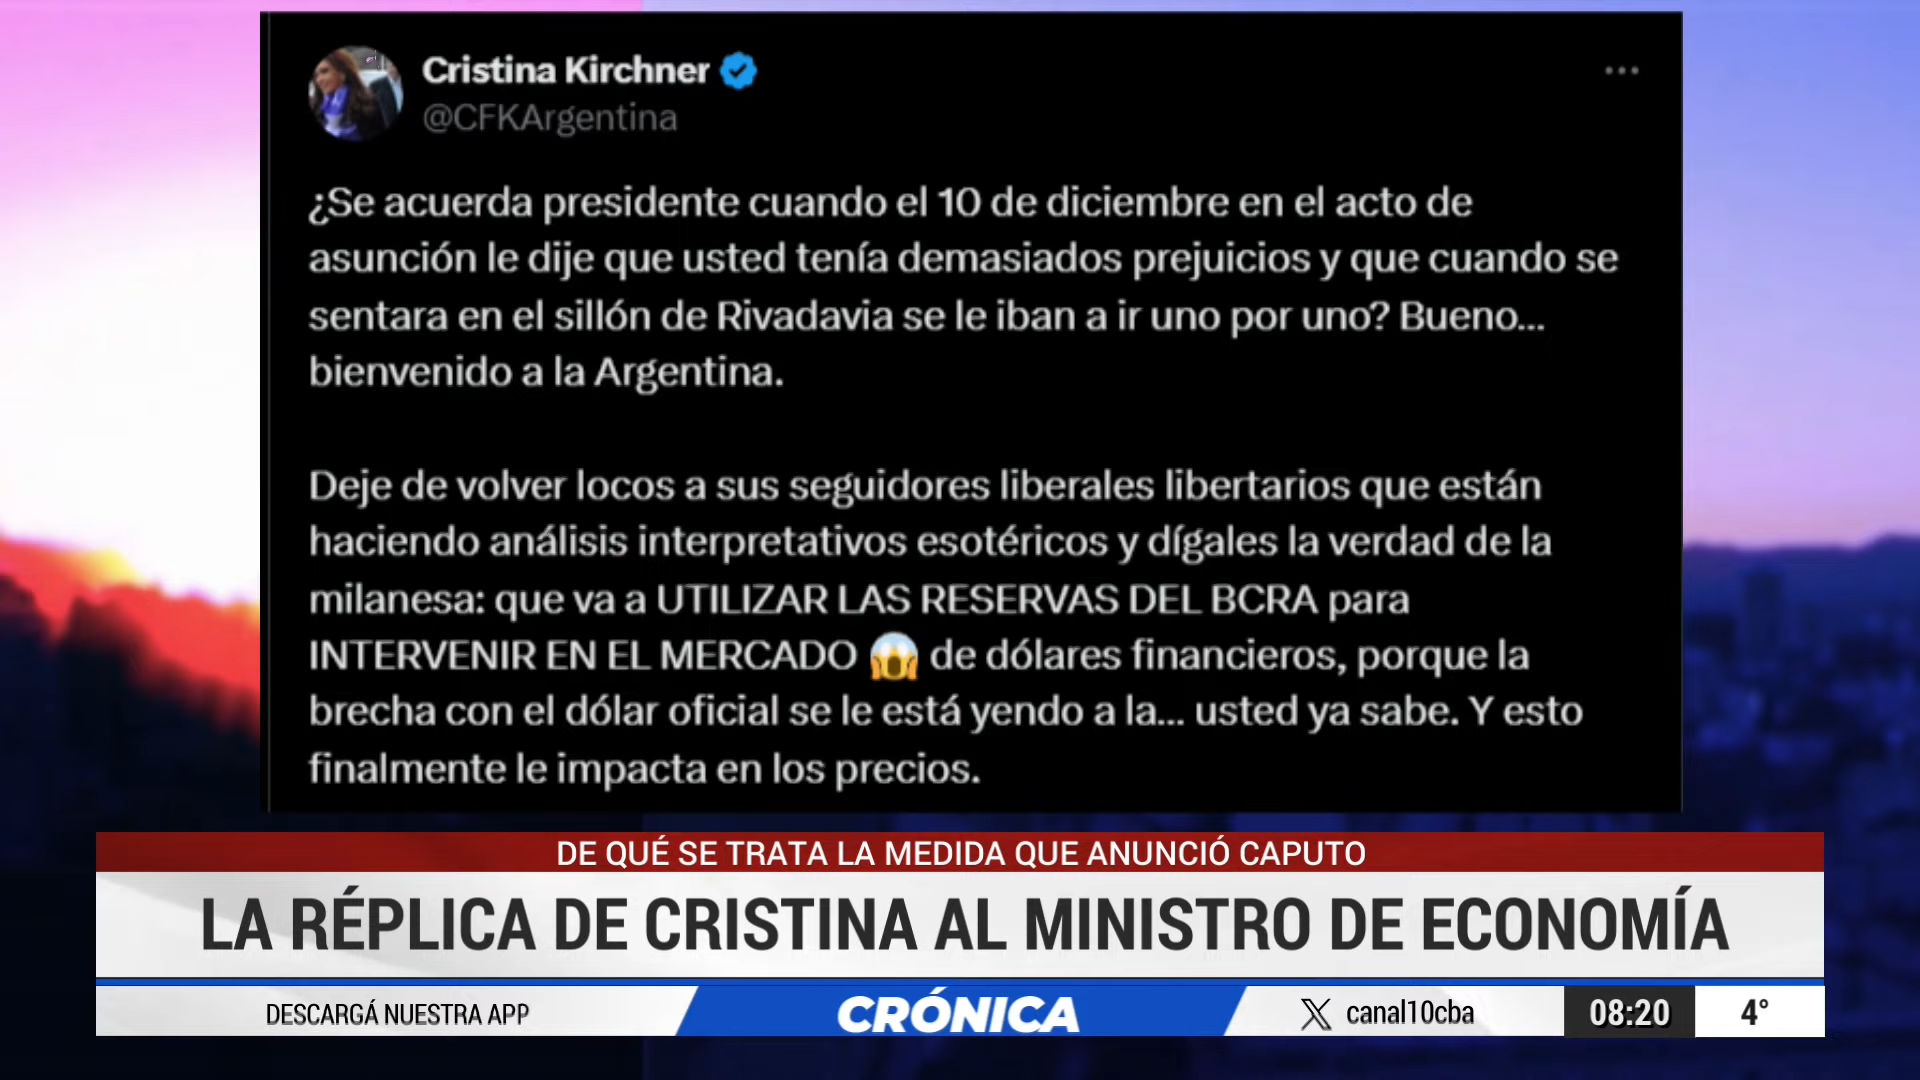 Cristina Kirchner
@CFKArgentina
¿Se acuerda presidente cuando el 10 de diciembre en el acto de
asunción le dije que usted tenía demasiados prejuicios y que cuando se
sentara en el sillón de Rivadavia se le iban a ir uno por uno? Bueno...
bienvenido a la Argentina.
Deje de volver locos a sus seguidores liberales libertarios que están
haciendo análisis interpretativos esotéricos y dígales la verdad de la
milanesa: que va a UTILIZAR LAS RESERVAS DEL BCRA para
INTERVENIR EN EL MERCADO 😱 de dólares financieros, porque la
brecha con el dólar oficial se le está yendo a la... usted ya sabe. Y esto
finalmente le impacta en los precios.
DE QUÉ SE TRATA LA MEDIDA QUE ANUNCIÓ CAPUTO
LA RÉPLICA DE CRISTINA AL MINISTRO DE ECONOMÍA
DESCARGÁ NUESTRA APP
CRÓNICA
X canal10cba
08:20
4°